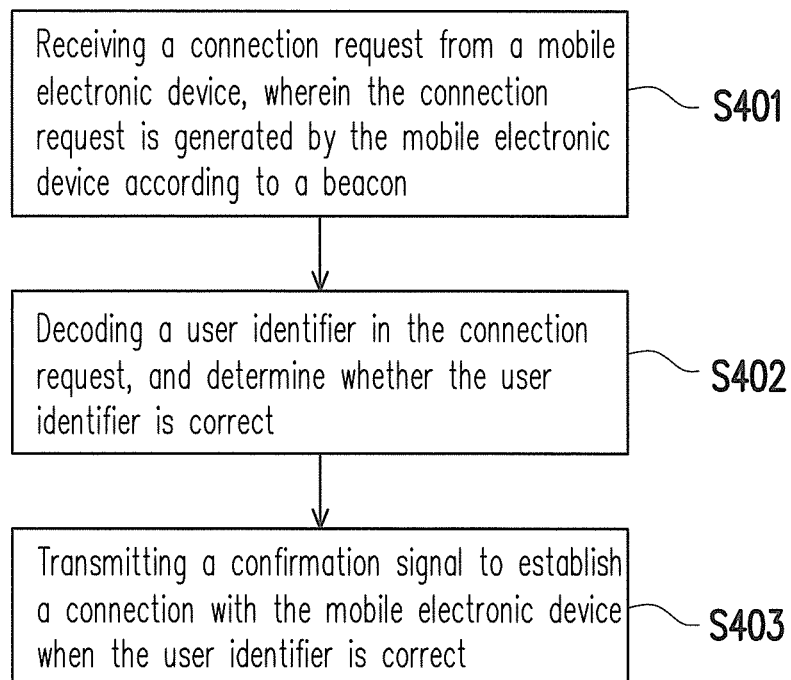 Receiving a connection request from a mobile
electronic device, wherein the connection
request is generated by the mobile electronic
device according to a beacon
S401
Decoding a user identifier in the connection
request, and determine whether the user
identifier is correct
S402
Transmitting a confirmation signal to establish
a connection with the mobile electronic device
when the user identifier is correct
S403